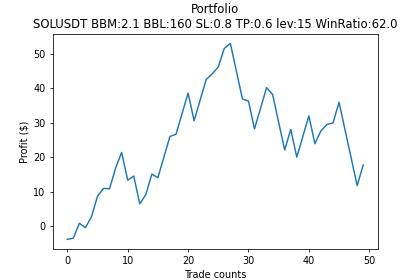 Portfolio
SOLUSDT BBM:2.1 BBL:160 SL:0.8 TP:0.6 lev:15 WinRatio:62.0
50
40
30
20
10
0
Profit ($)
0 10 20 30 40 50
Trade counts